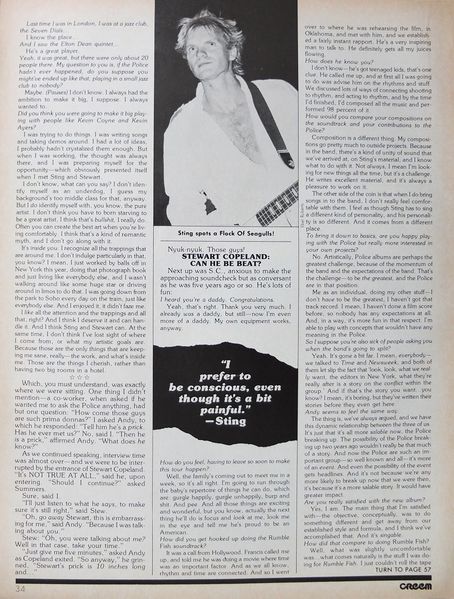 Last time I was in London, I was at a jazz club,
the Seven Dials...
I know the place...
And I saw the Elton Dean quintet...
He's a great player.
Yeah, it was great, but there were only about 20
people there. My question to you is, if the Police
hadn't ever happened, do you suppose you
might've ended up like that, playing in a small jazz
club to nobody?
Maybe. (Pauses) I don't know. I always had the
ambition to make it big, I suppose. I always
wanted to...
Did you think you were going to make it big playing
with people like Kevin Coyne and Kevin
Ayers?
I was trying to do things. I was writing songs
and taking demos around. I had a lot of ideas,
I probably hadn't crystalized them enough. But
when I was working, the thought was always
there, and I was preparing myself for the
opportunity—which obviously presented itself
when I met Sting and Stewart.
I don't know, what can you say? I don't identify
myself as an underdog, I guess my
background's too middle class for that, anyway.
But I do identify myself with, you know, the pure
artist. I don't think you have to born starving to
be a great artist. I think that's bullshit, I really do.
Often you can create the best art when you're living
comfortably. I think that's a kind of romantic
myth, and I don't go along with it.
It's inside you. I recognize all the trappings that
are around me. I don't indulge particularly in that,
you know? I mean, I just worked by balls off in
New York this year, doing that photograph book
and just living like everybody else, and I wasn't
walking around like some huge star or driving
around in limos to do that. I was going down from
the park to Soho every day on the train, just like
everybody else. And I enjoyed it. It didn't faze me.
I like all the attention and the trappings and all
that, right? And I think I deserve it and can handle
it. And I think Sting and Stewart can. At the
same time, I don't think I've lost sight of where
I come from, or what my artistic goals are.
Because those are the only things that are keeping
me sane, really—the work, and what's inside
me. Those are the things I cherish, rather than
having two big rooms in a hotel.
☆ ☆ ☆
Which, you must understand, was exactly
where we were sitting. One thing I didn't
mention—a co-worker, when asked if he
wanted me to ask the Police anything, had
but one question: "How come those guys
are such prima donnas?" I asked Andy, to
which he responded: "Tell him he's a prick.
Has he ever met us?" No, said I. "Then he
is a prick," affirmed Andy. "What does he
know?"
As we continued speaking, interview time
was almost over—and we were to be interrupted
by the entrance of Stewart Copeland.
"It's NOT TRUE AT ALL," said he, upon
entering. "Should I continue?" asked
Summers.
Sure, said I.
"I'll just listen to what he says, to make
sure it's still right," said Stew.
"Oh, go away Stewart, this is embarrassing
for me," said Andy. "Because I was talking
about you."
Stew: "Oh, you were talking about me?
Well in that case, take your time."
"Just give me five minutes," asked Andy
as Copeland exited. "So anyway," he grinned,
"Stewart's prick is 10 inches long
and..."
Sting spots a Flock Of Seagulls!
Nyuk-nyuk. Those guys!
STEWART COPELAND:
CAN HE BE BEAT?
Next up was S.C., anxious to make the
approaching soundcheck but as conversant
as he was five years ago or so. He's lots of
fun:
I heard you're a daddy. Congratulations.
Yeah, that's right. Thank you very much. I
already was a daddy, but still—now I'm even
more of a daddy. My own equipment works,
anyway.
"I
prefer to
be conscious, even
though it's a bit
painful."
—Sting
How do you feel, having to leave so soon to make
this tour happen?
Well, the family's coming out to meet me in a
week, so it's all right. I'm going to run through
the baby's repertoire of things he can do, which
are: gurgle happily, gurgle unhappily, burp and
shit. And pee. And all those things are exciting
and wonderful, but you know, actually the next
thing he'll do is focus and look at me, look me
in the eye and tell me he's proud to be an
American.
How did you get hooked up doing the Rumble
Fish soundtrack?
It was a call from Hollywood. Francis called me
up, and told me he was doing a movie where time
was an important factor. And as we all know,
rhythm and time are connected. And so I went
over to where he was rehearsing the film, in
Oklahoma, and met with him, and we established
a fairly instant rapport. He's a very inspiring
man to talk to. He definitely gets all my juices
flowing.
How does he know you?
I don't know—he's got teenaged kids, that's one
clue. He called me up, and at first all I was going
to do was advise him on the rhythms and stuff.
We discussed lots of ways of connecting shooting
to rhythm, and acting to rhythm, and by the time
I'd finished, I'd composed all the music and performed
98 percent of it.
How would you compare your compositions on
the soundtrack and your contributions to the
Police?
Composition is a different thing. My compositions
go pretty much to outside projects. Because
in the band, there's a kind of unity of sound that
we've arrived at, on Sting's material, and I know
what to do with it. Not always, I mean I'm looking
for new things all the time, but it's a challenge.
He writes excellent material, and it's always a
pleasure to work on it.
The other side of the coin is that when I do bring
songs in to the band, I don't really feel comfortable
with them. I feel as though Sting has to sing
a different kind of personality, and his personality
is so different. And it comes from a different
place.
To bring it down to basics, are you happy playing
with the Police but really more interested in
your own projects?
No. Artistically, Police albums are perhaps the
greatest challenge, because of the momentum of
the band and the expectations of the band. That's
the challenge—to be the greatest, and the Police
are in that position.
Me as an individual, doing my other stuff—I
don't have to be the greatest, I haven't got that
track record. I mean, I haven't done a film score
before, so nobody has any expectations at all.
And, in a way, it's more fun in that respect. I'm
able to play with concepts that wouldn't have any
meaning in the Police.
So I suppose you're also sick of people asking you
when the band's going to split?
Yeah. It's gone a bit far. I mean, everybody—
we talked to Time and Newsweek, and both of
them let slip the fact that "look, look, what we really
want, the editors in New York, what they're
really after is a story on the conflict within the
group." And if that's the story you want, you
know? I mean, it's boring, but they've written their
stories before they even get here.
Andy seems to feel the same way.
The thing is, we've always argued, and we have
this dynamic relationship between the three of us.
It's just that it's all more salable now, the Police
breaking up. The possibility of the Police breaking
up two years ago wouldn't really be that much
of a story. And now the Police are such an important
group—so well known and all—it's more
of an event. And even the possibility of the event
gets headlines. And it's not because we're any
more likely to break up now that we were then,
it's because it's a more salable story. It would have
greater impact.
Are you really satisfied with the new album?
Yes, I am. The main thing that I'm satisfied
with—the objective, conceptually, was to do
something different and get away from our
established style and formula, and I think we've
accomplished that. And it's singable.
How did that compare to doing Rumble Fish?
Well, what was slightly uncomfortable
was... what comes naturally is the stuff I was doing
for Rumble Fish. I just couldn't roll the tape
TURN TO PAGE 57
34
CREEM